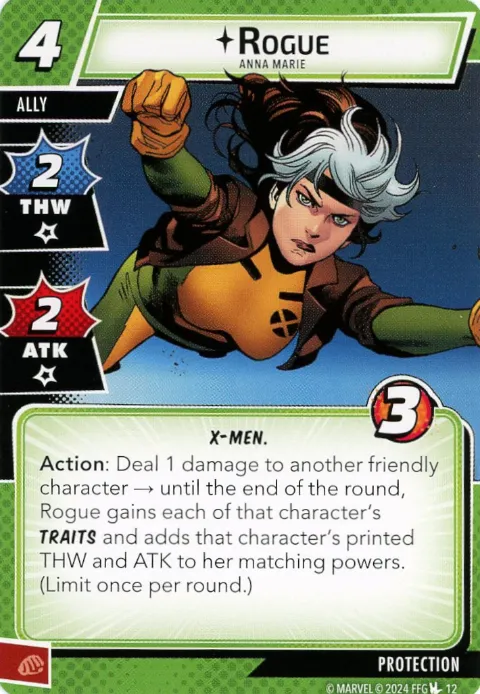 4
ROGUE
ANNA MARIE
ALLY
2
THW
2
ATK
3
X-MEN.
Action: Deal 1 damage to another friendly
character → until the end of the round,
Rogue gains each of that character's
TRAITS and adds that character's printed
THW and ATK to her matching powers.
(Limit once per round.)
PROTECTION
© MARVEL © 2024 FFG 12